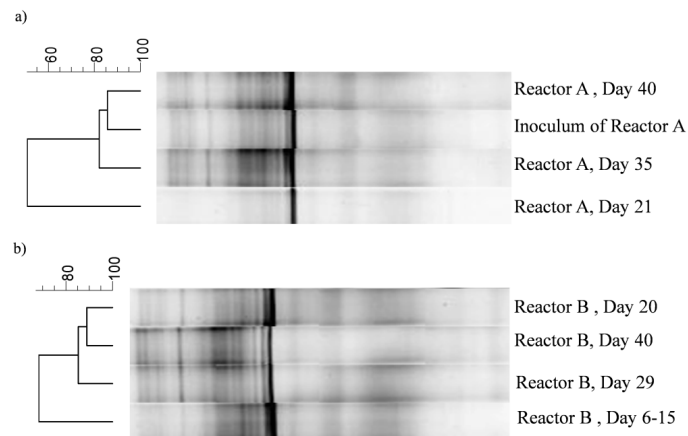 a)
60 80 100
Reactor A , Day 40
Inoculum of Reactor A
Reactor A, Day 35
Reactor A, Day 21
b)
80 100
Reactor B , Day 20
Reactor B, Day 40
Reactor B, Day 29
Reactor B , Day 6-15